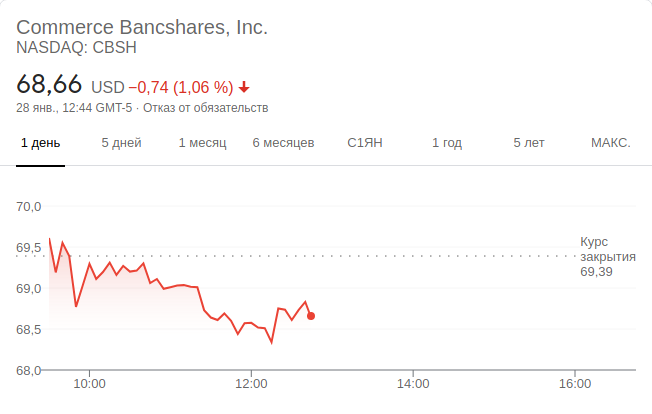 Commerce Bancshares, Inc.
NASDAQ: CBSH
68,66 USD −0,74 (1,06 %)
28 янв., 12:44 GMT-5 · Отказ от обязательств
1 день 5 дней 1 месяц 6 месяцев С1ЯН 1 год 5 лет МАКС.
70,0
69,5
Курс
закрытия
69,39
69,0
68,5
68,0
10:00 12:00 14:00 16:00